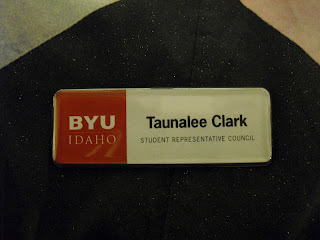 BYU
IDAHO
Taunalee Clark
STUDENT REPRESENTATIVE COUNCIL